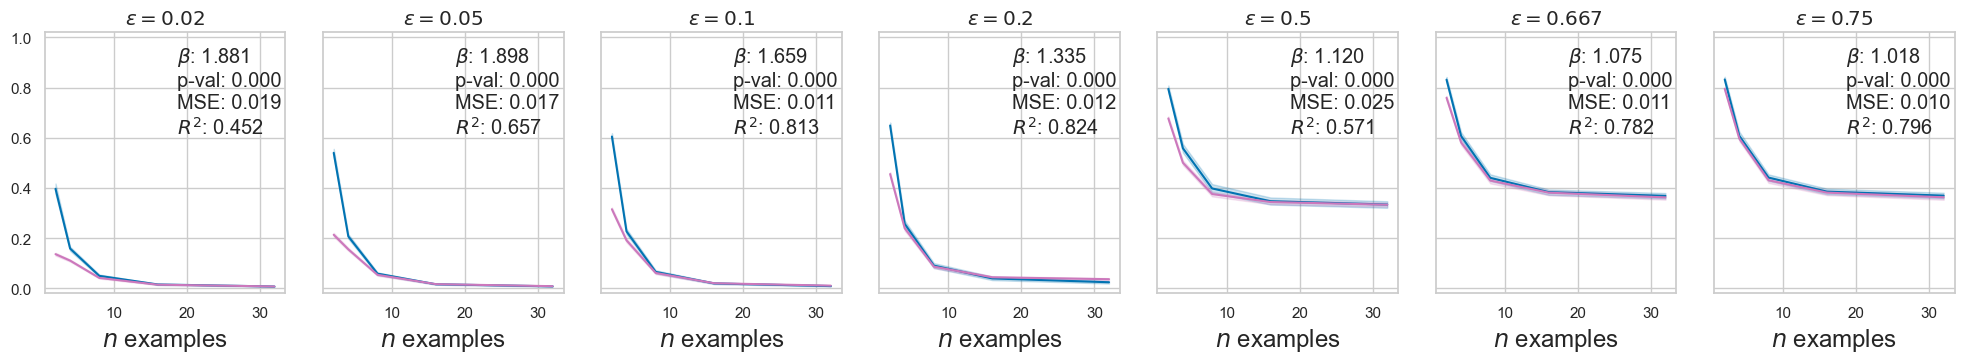 ε = 0.02
β: 1.881
p-val: 0.000
MSE: 0.019
R²: 0.452
1.0
0.8
0.6
0.4
0.2
0.0
10
20
30
n examples
ε = 0.05
β: 1.898
p-val: 0.000
MSE: 0.017
R²: 0.657
10
20
30
n examples
ε = 0.1
β: 1.659
p-val: 0.000
MSE: 0.011
R²: 0.813
10
20
30
n examples
ε = 0.2
β: 1.335
p-val: 0.000
MSE: 0.012
R²: 0.824
10
20
30
n examples
ε = 0.5
β: 1.120
p-val: 0.000
MSE: 0.025
R²: 0.571
10
20
30
n examples
ε = 0.667
β: 1.075
p-val: 0.000
MSE: 0.011
R²: 0.782
10
20
30
n examples
ε = 0.75
β: 1.018
p-val: 0.000
MSE: 0.010
R²: 0.796
10
20
30
n examples